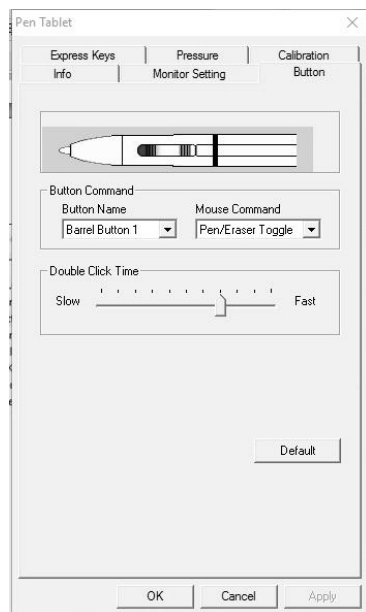 Pen Tablet
Express Keys Pressure Calibration
Info Monitor Setting Button
Button Command
Button Name Mouse Command
Barrel Button 1 Pen/Eraser Toggle
Double Click Time
Slow Fast
Default
OK Cancel Apply